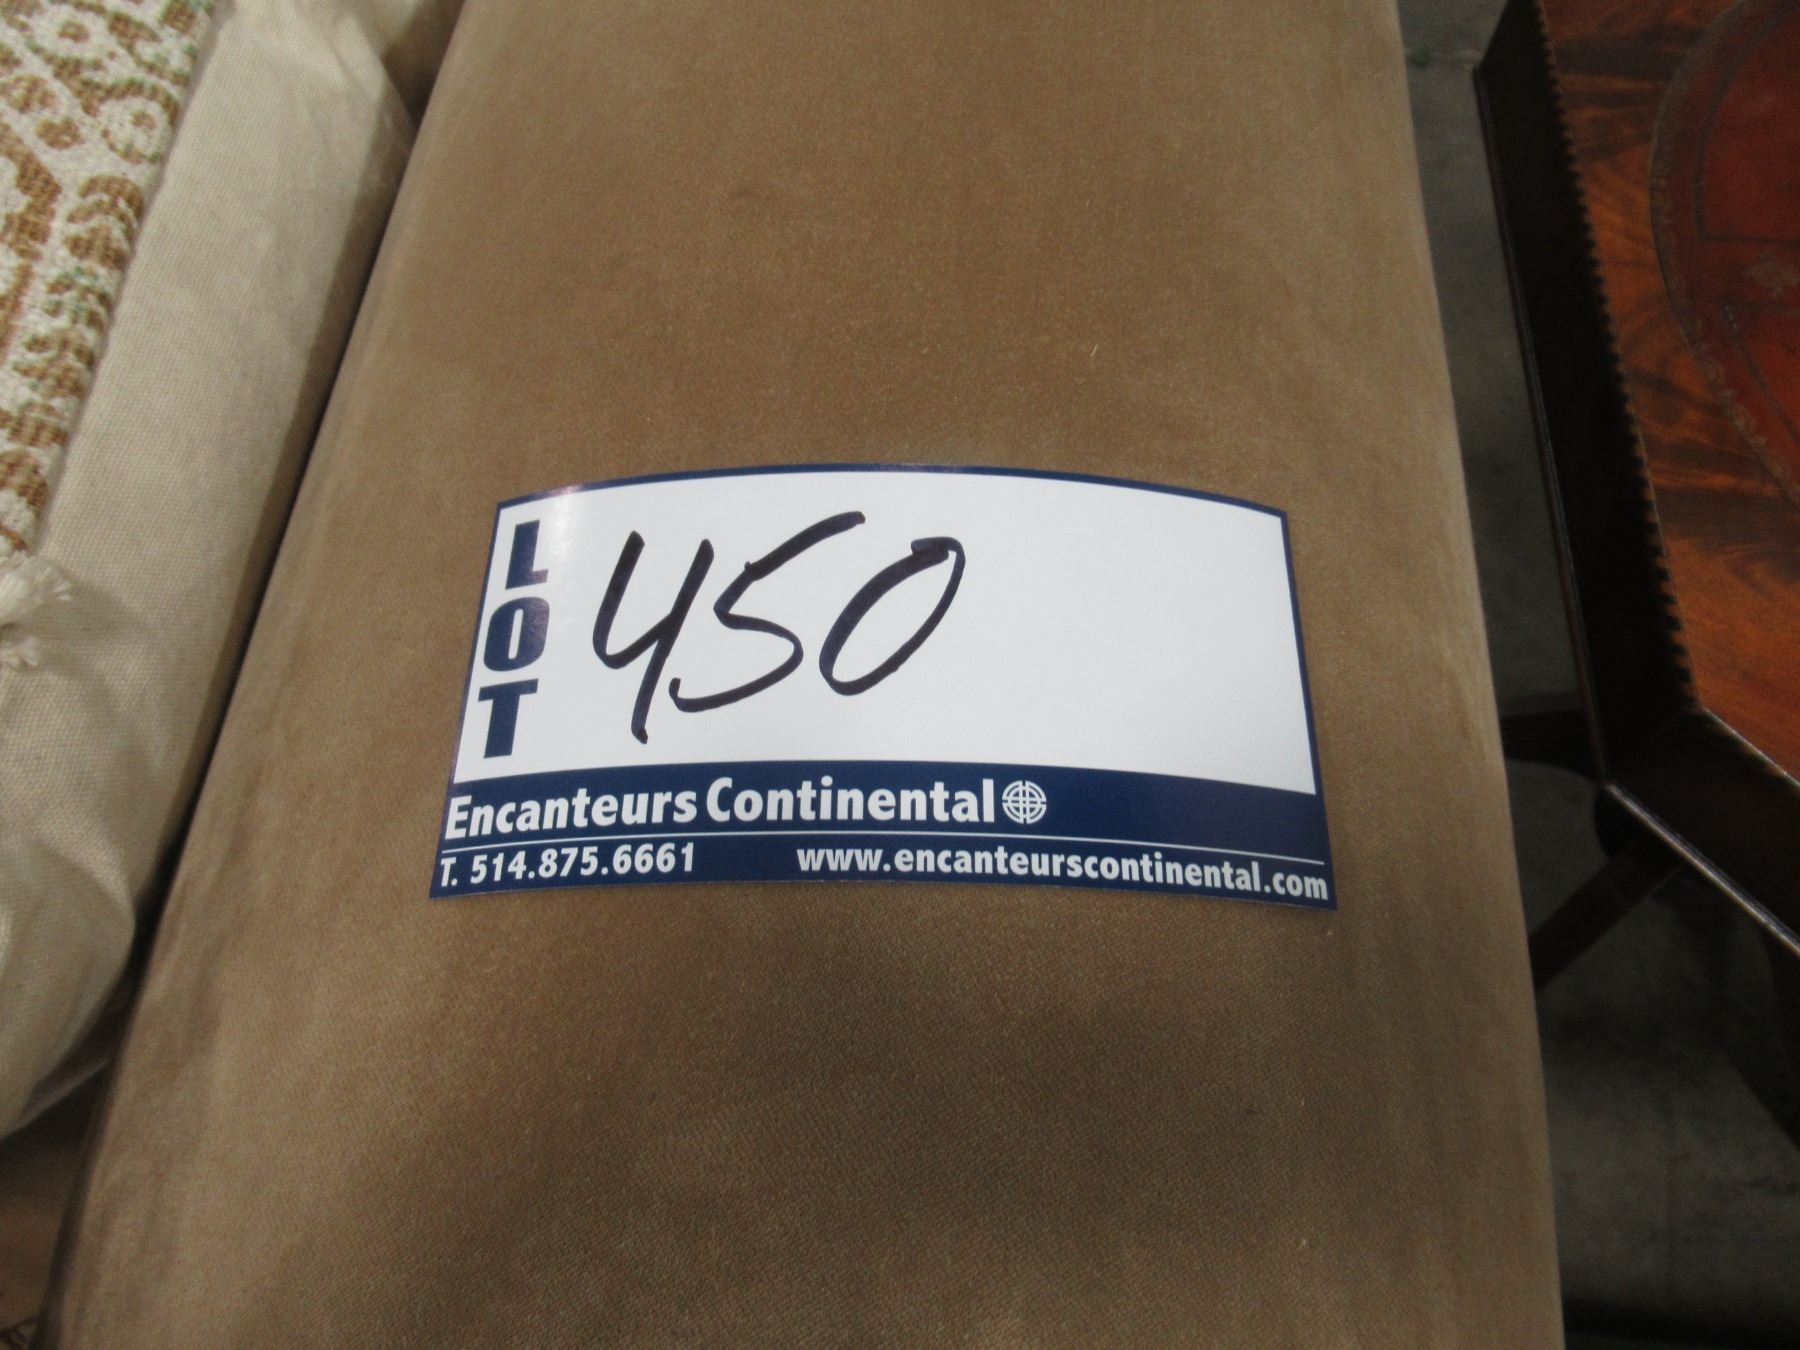 LOT 450
Encanteurs Continental
T. 514.875.6661 www.encanteurscontinental.com